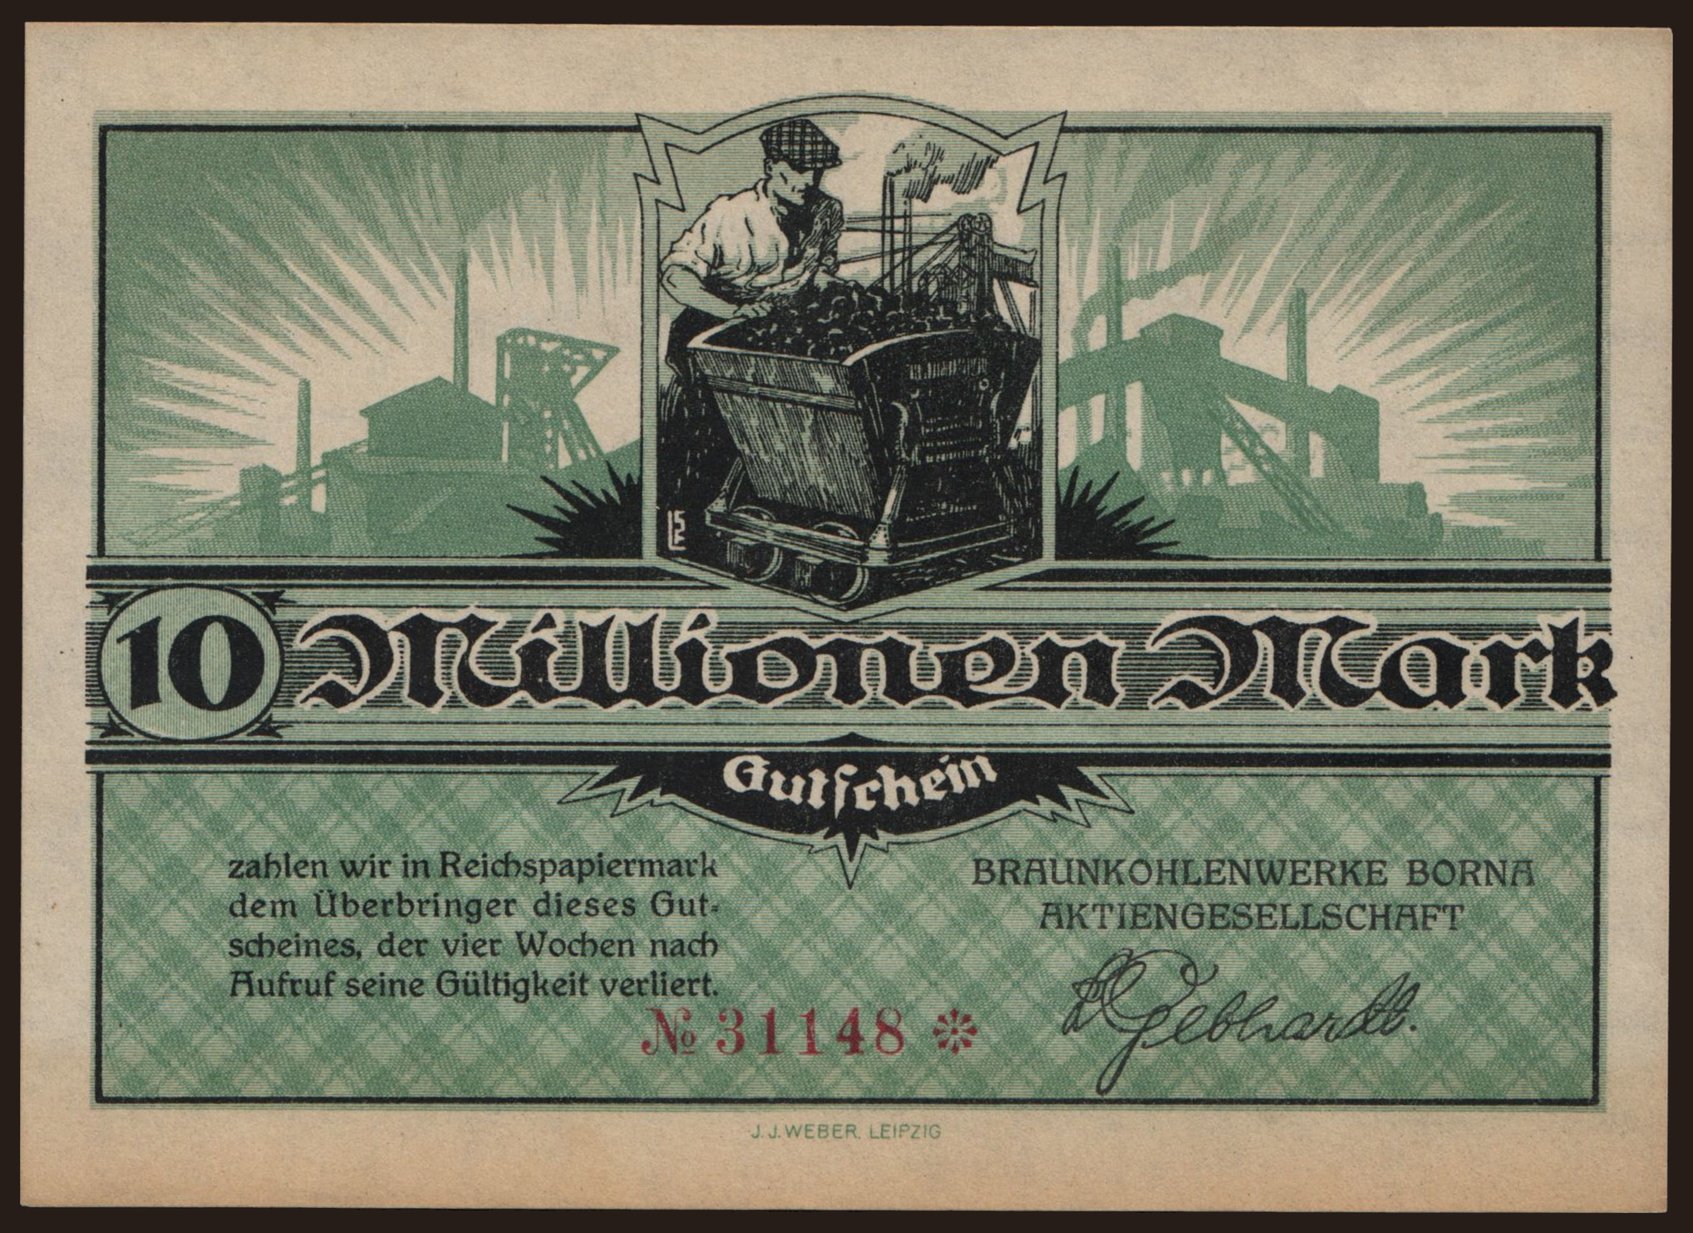 10 Millionen Mark
Gutschein
zahlen wir in Reichspapiermark
dem Überbringer dieses Gut-
scheines, der vier Wochen nach
Aufruf seine Gültigkeit verliert.
№ 31148 *
BRAUNKOHLENWERKE BORNA
AKTIENGESELLSCHAFT
Gebhardt.
J. J. WEBER, LEIPZIG